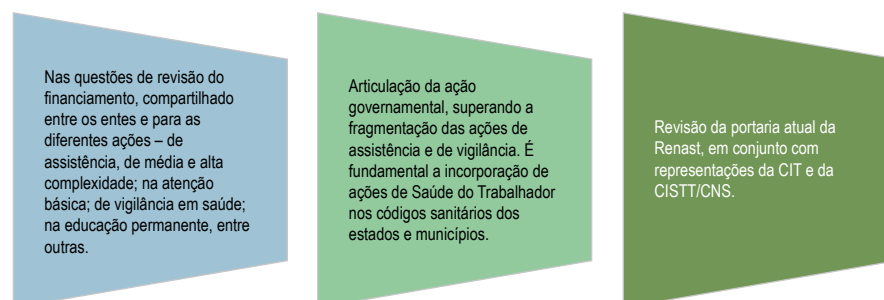 Nas questões de revisão do
financiamento, compartilhado
entre os entes e para as
diferentes ações – de
assistência, de média e alta
complexidade; na atenção
básica; de vigilância em saúde;
na educação permanente, entre
outras.
Articulação da ação
governamental, superando a
fragmentação das ações de
assistência e de vigilância. É
fundamental a incorporação de
ações de Saúde do Trabalhador
nos códigos sanitários dos
estados e municípios.
Revisão da portaria atual da
Renast, em conjunto com
representações da CIT e da
CISTT/CNS.